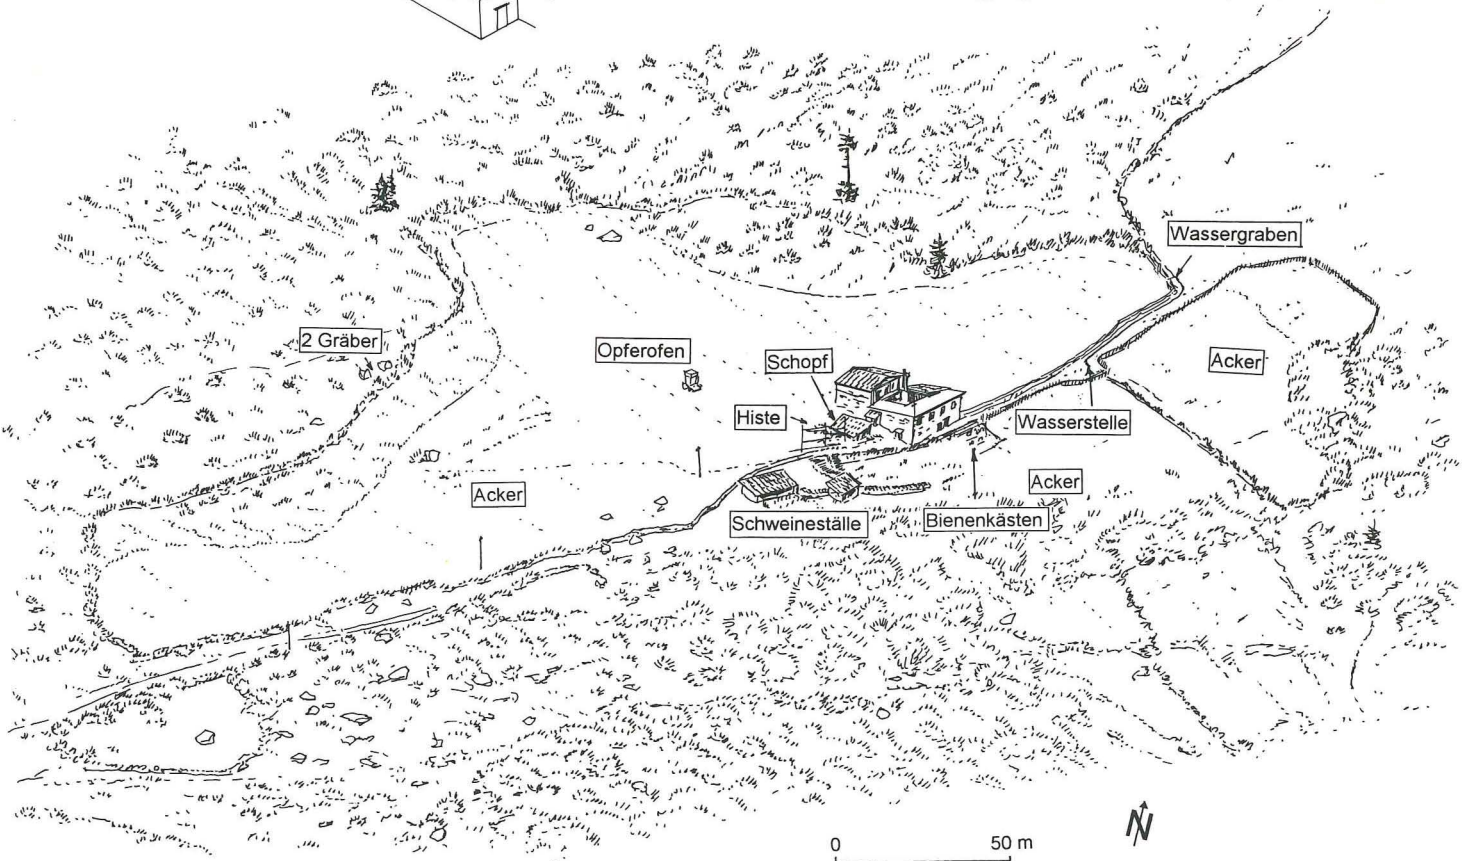 Wassergraben
2 Gräber
Opferofen
Schopf
Acker
Histe
Wasserstelle
Acker
Acker
Schweineställe
Bienenkästen
N
0 50 m